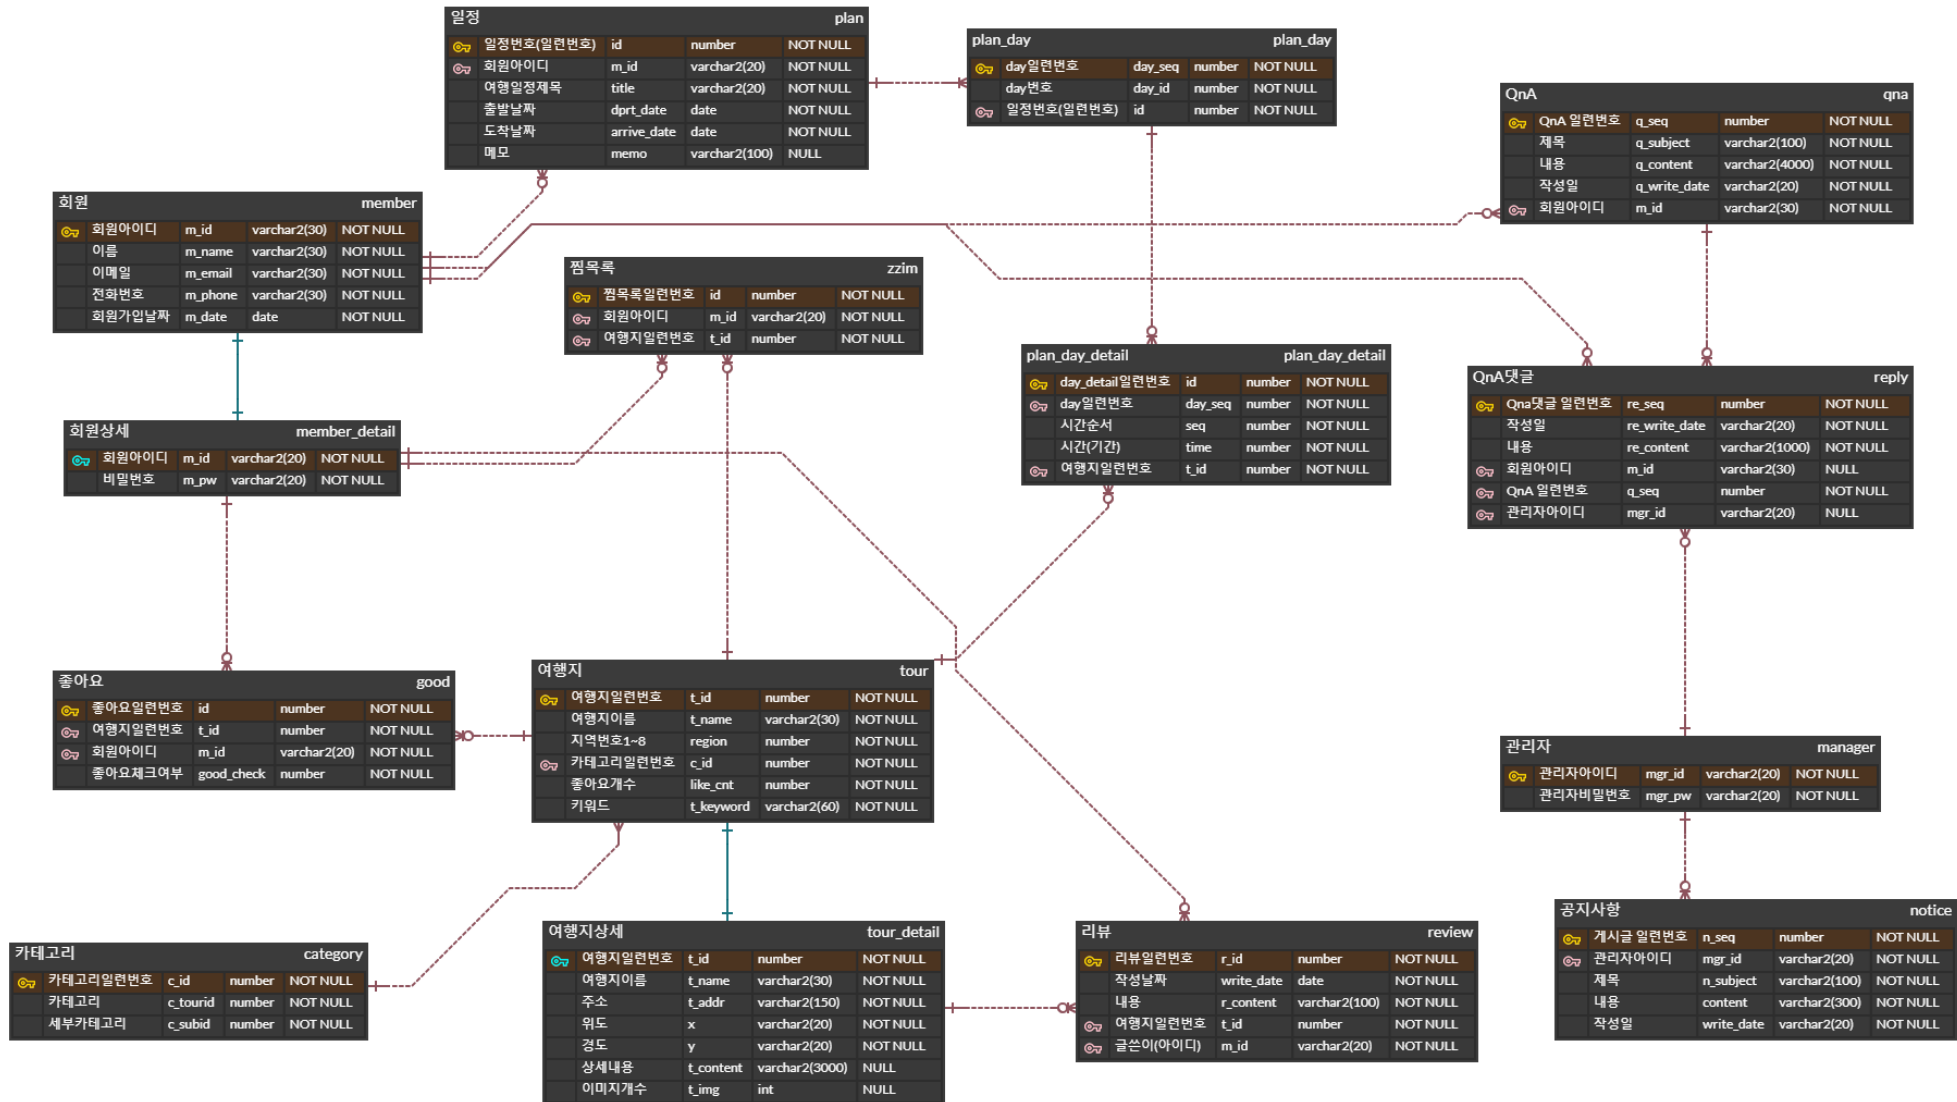 일정 plan
일정번호(일련번호) id number NOT NULL
회원아이디 m_id varchar2(20) NOT NULL
여행일정제목 title varchar2(20) NOT NULL
출발날짜 dprt_date date NOT NULL
도착날짜 arrive_date date NOT NULL
메모 memo varchar2(100) NULL
plan_day plan_day
day일련번호 day_seq number NOT NULL
day번호 day_id number NOT NULL
일정번호(일련번호) id number NOT NULL
QnA qna
QnA 일련번호 q_seq number NOT NULL
제목 q_subject varchar2(100) NOT NULL
내용 q_content varchar2(4000) NOT NULL
작성일 q_write_date varchar2(20) NOT NULL
회원아이디 m_id varchar2(30) NOT NULL
회원 member
회원아이디 m_id varchar2(30) NOT NULL
이름 m_name varchar2(30) NOT NULL
이메일 m_email varchar2(30) NOT NULL
전화번호 m_phone varchar2(30) NOT NULL
회원가입날짜 m_date date NOT NULL
찜목록 zzim
찜목록일련번호 id number NOT NULL
회원아이디 m_id varchar2(20) NOT NULL
여행지일련번호 t_id number NOT NULL
plan_day_detail plan_day_detail
day_detail일련번호 id number NOT NULL
day일련번호 day_seq number NOT NULL
시간순서 seq number NOT NULL
시간(기간) time number NOT NULL
여행지일련번호 t_id number NOT NULL
QnA댓글 reply
Qna댓글 일련번호 re_seq number NOT NULL
작성일 re_write_date varchar2(20) NOT NULL
내용 re_content varchar2(1000) NOT NULL
회원아이디 m_id varchar2(30) NULL
QnA 일련번호 q_seq number NOT NULL
관리자아이디 mgr_id varchar2(20) NULL
회원상세 member_detail
회원아이디 m_id varchar2(20) NOT NULL
비밀번호 m_pw varchar2(20) NOT NULL
좋아요 good
좋아요일련번호 id number NOT NULL
여행지일련번호 t_id number NOT NULL
회원아이디 m_id varchar2(20) NOT NULL
좋아요체크여부 good_check number NOT NULL
여행지 tour
여행지일련번호 t_id number NOT NULL
여행지이름 t_name varchar2(30) NOT NULL
지역번호1~8 region number NOT NULL
카테고리일련번호 c_id number NOT NULL
좋아요개수 like_cnt number NOT NULL
키워드 t_keyword varchar2(60) NOT NULL
관리자 manager
관리자아이디 mgr_id varchar2(20) NOT NULL
관리자비밀번호 mgr_pw varchar2(20) NOT NULL
카테고리 category
카테고리일련번호 c_id number NOT NULL
카테고리 c_tourid number NOT NULL
세부카테고리 c_subid number NOT NULL
여행지상세 tour_detail
여행지일련번호 t_id number NOT NULL
여행지이름 t_name varchar2(30) NOT NULL
주소 t_addr varchar2(150) NOT NULL
위도 x varchar2(20) NOT NULL
경도 y varchar2(20) NOT NULL
상세내용 t_content varchar2(3000) NULL
이미지개수 t_img int NULL
리뷰 review
리뷰일련번호 r_id number NOT NULL
작성날짜 write_date date NOT NULL
내용 r_content varchar2(100) NOT NULL
여행지일련번호 t_id number NOT NULL
글쓴이(아이디) m_id varchar2(20) NOT NULL
공지사항 notice
게시글 일련번호 n_seq number NOT NULL
관리자아이디 mgr_id varchar2(20) NOT NULL
제목 n_subject varchar2(100) NOT NULL
내용 content varchar2(300) NOT NULL
작성일 write_date varchar2(20) NOT NULL